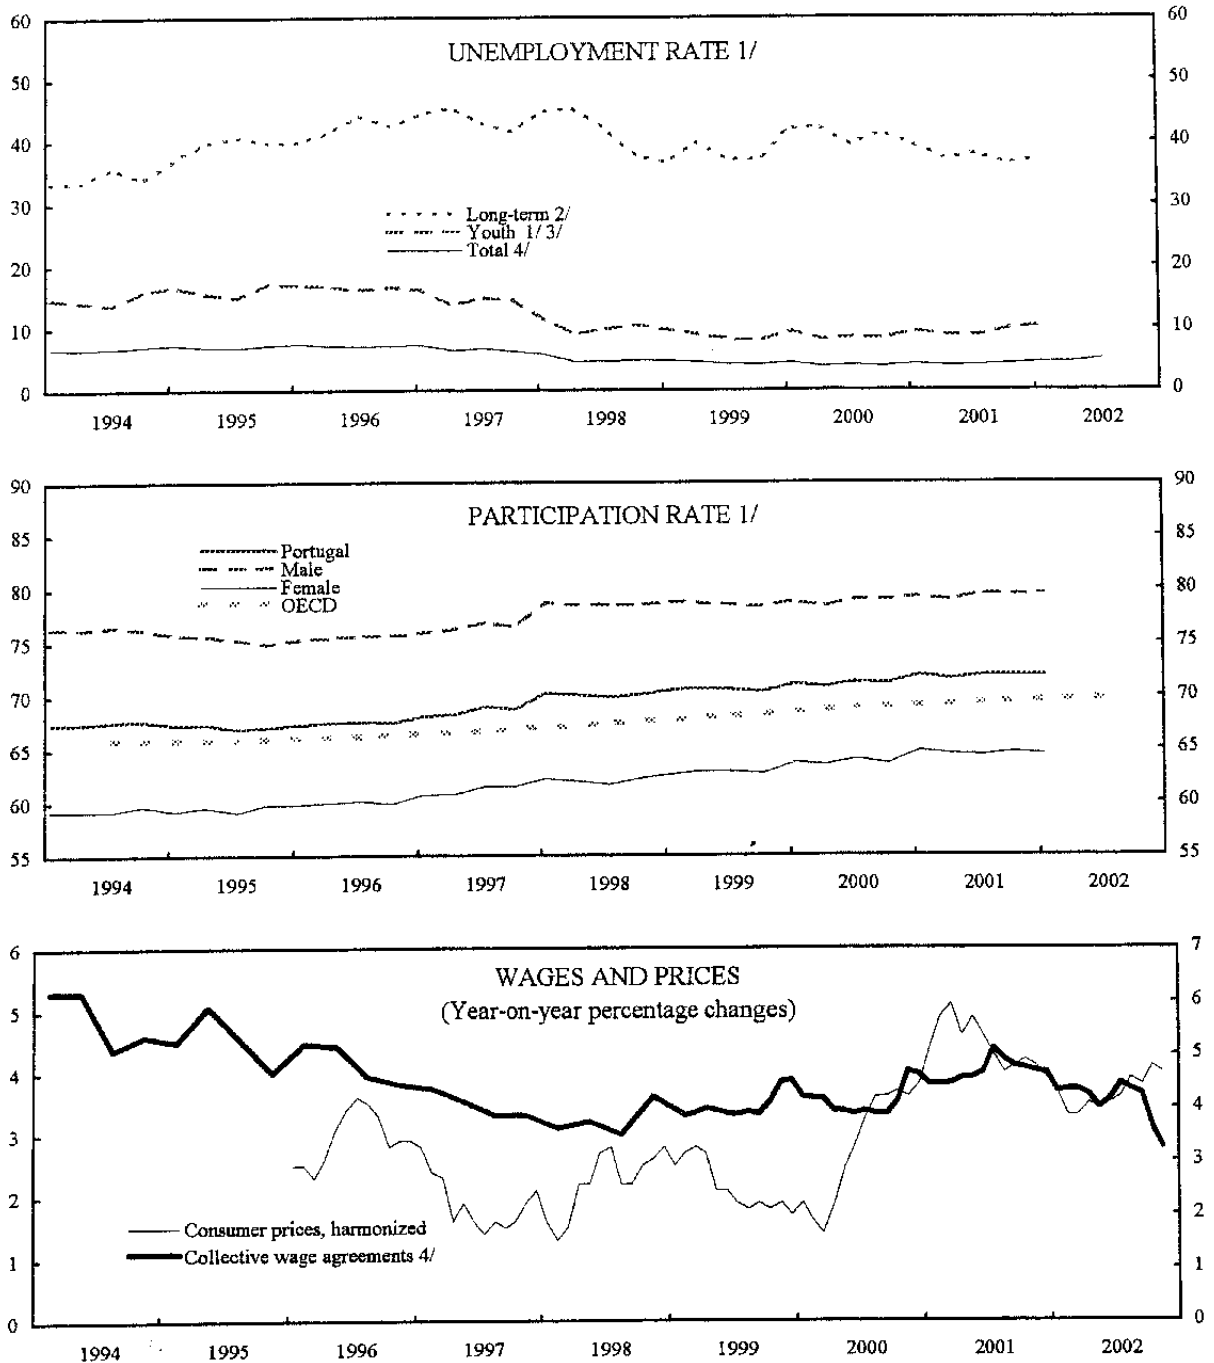 60 60
UNEMPLOYMENT RATE 1/
50 50
40 40
30 30
Long-term 2/
Youth 1/ 3/
Total 4/
20 20
10 10
0 0
1994 1995 1996 1997 1998 1999 2000 2001 2002
90 90
PARTICIPATION RATE 1/
85 85
Portugal
Male
Female
OECD
80 80
75 75
70 70
65 65
60 60
55 55
1994 1995 1996 1997 1998 1999 2000 2001 2002
6 7
WAGES AND PRICES
(Year-on-year percentage changes)
5 6
4 5
3 4
2 3
Consumer prices, harmonized
Collective wage agreements 4/
1 2
0 1
0
1994 1995 1996 1997 1998 1999 2000 2001 2002